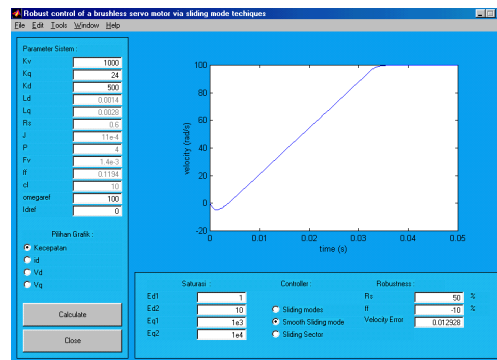 Robust control of a brushless servo motor via sliding mode techiques
File Edit Tools Window Help
Parameter Sistem :
Kv 1000
Kq 24
Kd 500
Ld 0.0014
Lq 0.0028
Rs 0.6
J 11e-4
P 4
Fv 1.4e-3
ff 0.1194
cl 10
omegaref 100
Idref 0
Pilihan Grafik :
Kecepatan
id
Vd
Vq
Calculate
Close
100
80
60
40
20
0
-20
velocity (rad/s)
0 0.01 0.02 0.03 0.04 0.05
time (s)
Saturasi : Controller Robustness :
Ed1 1
Ed2 10
Eq1 1e3
Eq2 1e4
Sliding modes
Smooth Sliding mode
Sliding Sector
Rs 50 %
ff -10 %
Velocity Error 0.012928